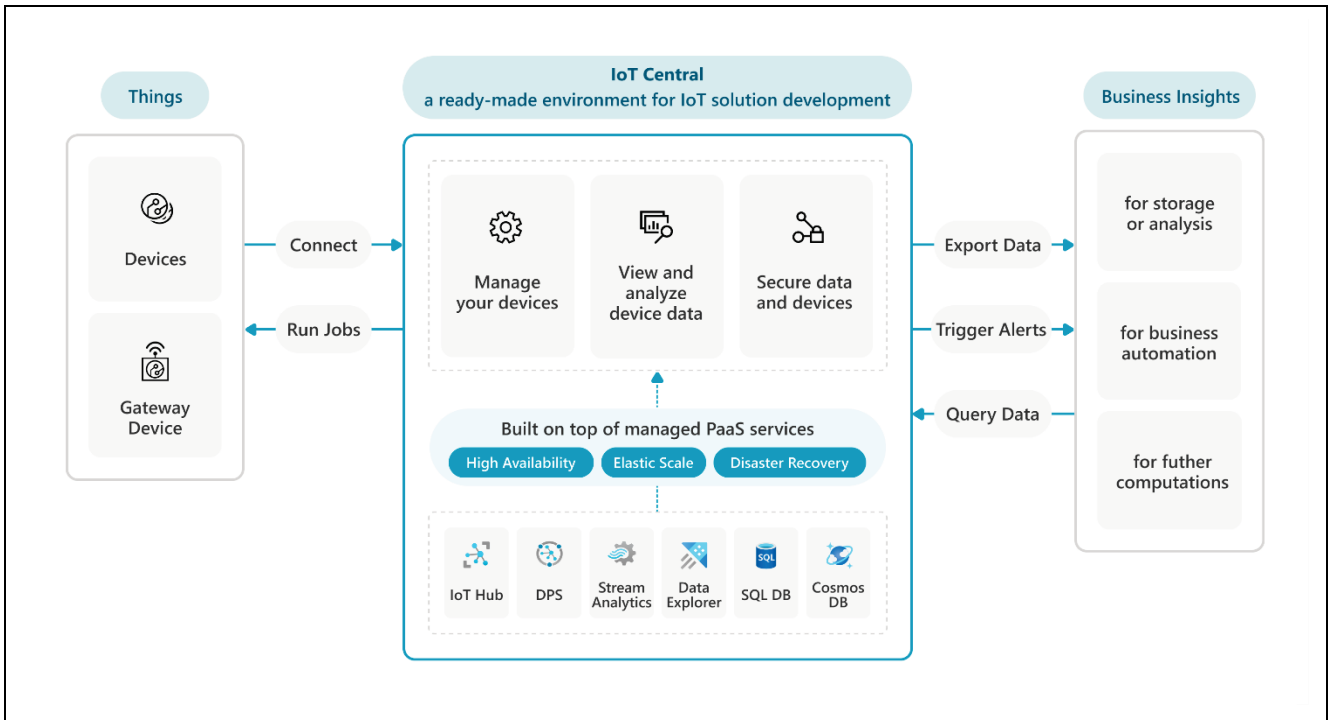 Things
Devices
Gateway
Device
Connect
Run Jobs
IoT Central
a ready-made environment for IoT solution development
Manage
your devices
View and
analyze
device data
Secure data
and devices
Built on top of managed PaaS services
High Availability
Elastic Scale
Disaster Recovery
IoT Hub
DPS
Stream
Analytics
Data
Explorer
SQL
SQL DB
Cosmos
DB
Export Data
Trigger Alerts
Query Data
Business Insights
for storage
or analysis
for business
automation
for futher
computations